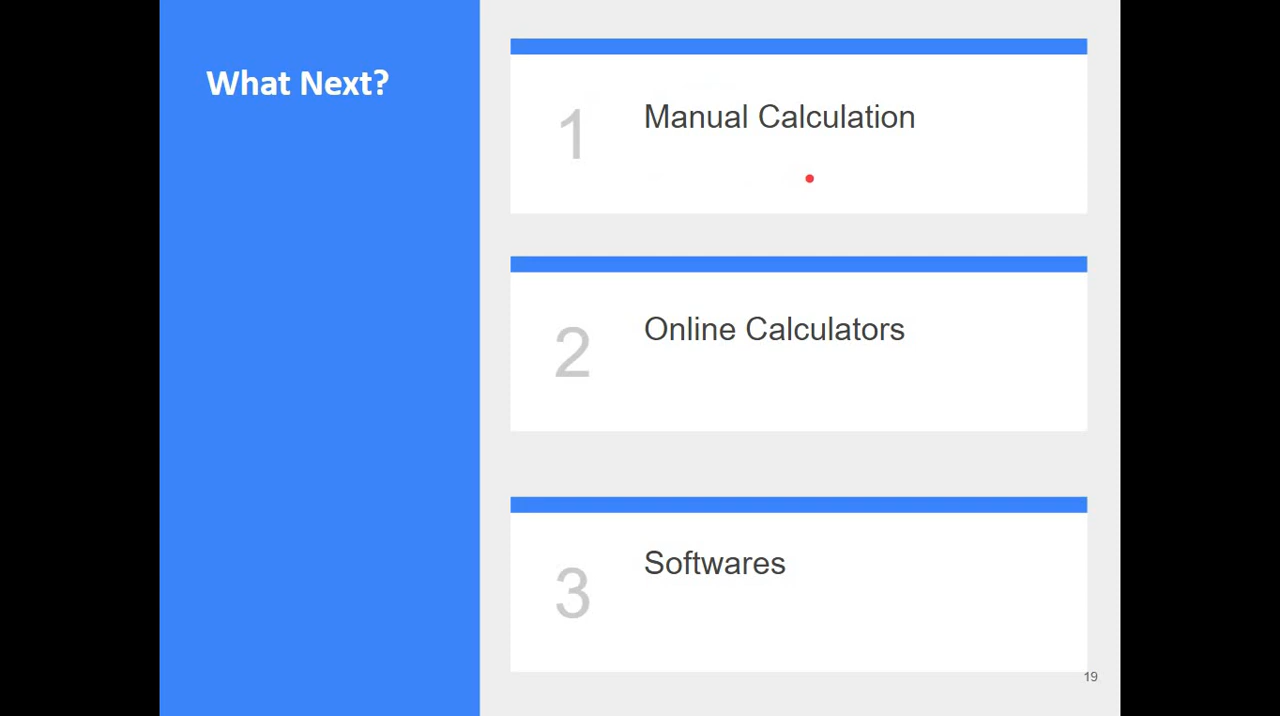 What Next?
1
Manual Calculation
2
Online Calculators
3
Softwares
19